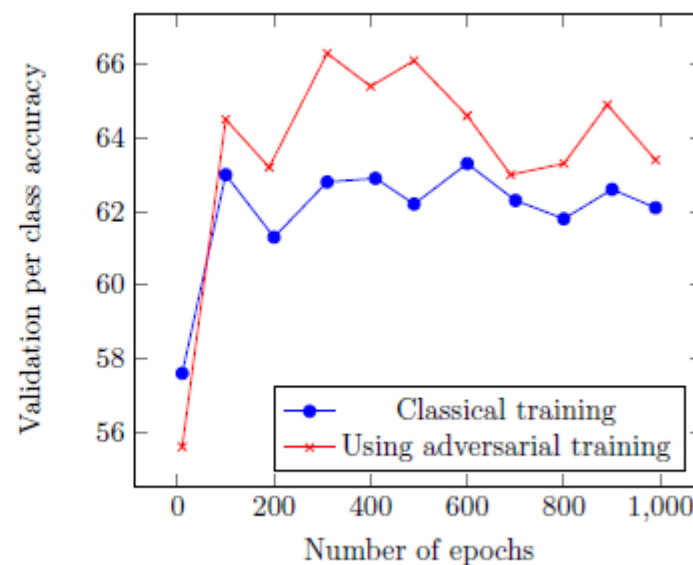 Validation per class accuracy
66
64
62
60
58
56
Classical training
Using adversarial training
0 200 400 600 800 1,000
Number of epochs